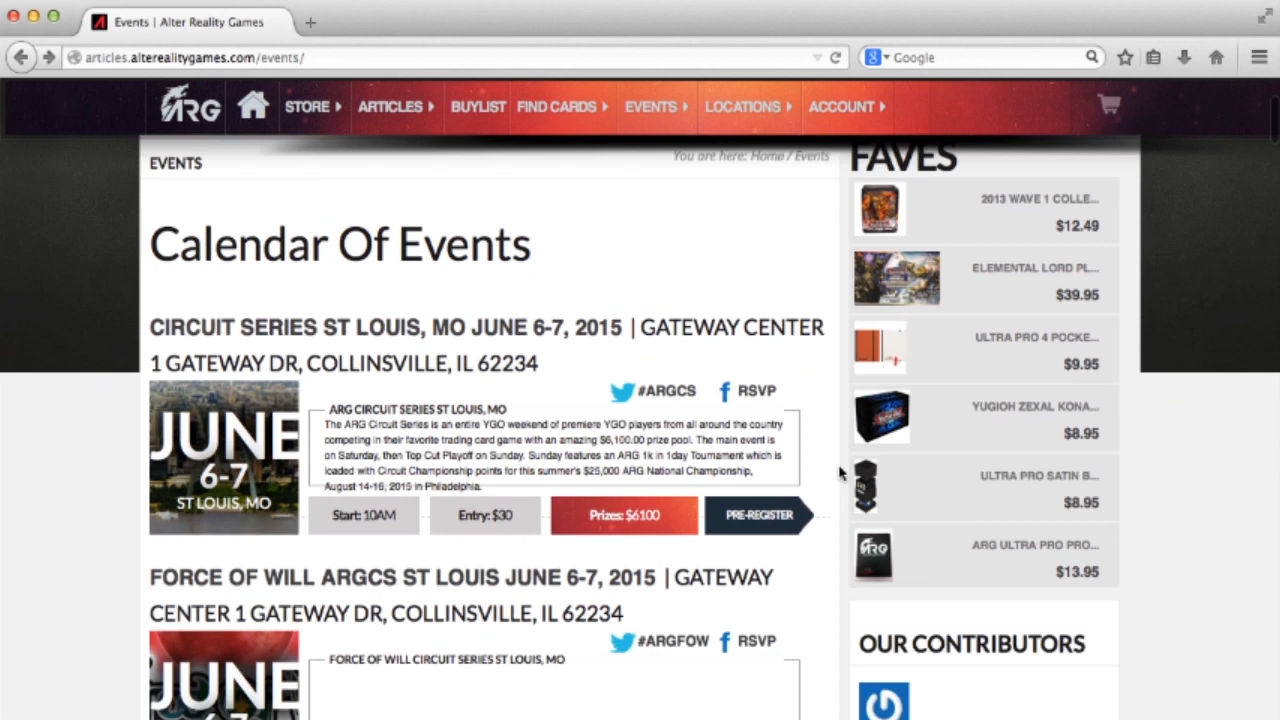 Events | Alter Reality Games
articles.alterealitygames.com/events/
Google
ARG
STORE
ARTICLES
BUYLIST
FIND CARDS
EVENTS
LOCATIONS
ACCOUNT
EVENTS
You are here: Home / Events
Calendar Of Events
CIRCUIT SERIES ST LOUIS, MO JUNE 6-7, 2015 | GATEWAY CENTER
1 GATEWAY DR, COLLINSVILLE, IL 62234
JUNE
6-7
ST LOUIS, MO
#ARGCS
RSVP
ARG CIRCUIT SERIES ST LOUIS, MO
The ARG Circuit Series is an entire YGO weekend of premiere YGO players from all around the country
competing in their favorite trading card game with an amazing $6,100.00 prize pool. The main event is
on Saturday, then Top Cut Playoff on Sunday. Sunday features an ARG 1k in 1day Tournament which is
loaded with Circuit Championship points for this summer's $25,000 ARG National Championship,
August 14-16, 2015 in Philadelphia.
Start: 10AM
Entry: $30
Prizes: $6100
PRE-REGISTER
FORCE OF WILL ARGCS ST LOUIS JUNE 6-7, 2015 | GATEWAY
CENTER 1 GATEWAY DR, COLLINSVILLE, IL 62234
JUNE
6-7
#ARGFOW
RSVP
FORCE OF WILL CIRCUIT SERIES ST LOUIS, MO
FAVES
2013 WAVE 1 COLLE...
$12.49
ELEMENTAL LORD PL...
$39.95
ULTRA PRO 4 POCKE...
$9.95
YUGIOH ZEXAL KONA...
$8.95
ULTRA PRO SATIN B...
$8.95
ARG
ARG ULTRA PRO PRO...
$13.95
OUR CONTRIBUTORS